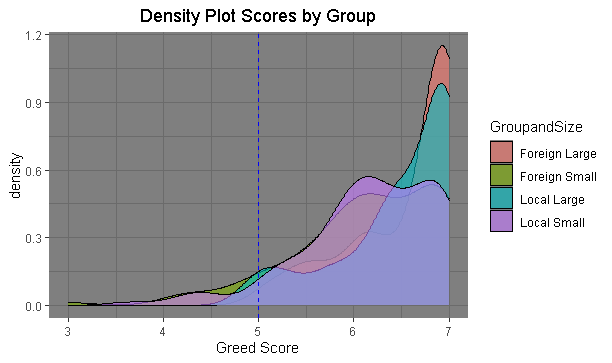 Density Plot Scores by Group
1.2
0.9
0.6
0.3
0.0
density
3 4 5 6 7
Greed Score
GroupandSize
Foreign Large
Foreign Small
Local Large
Local Small